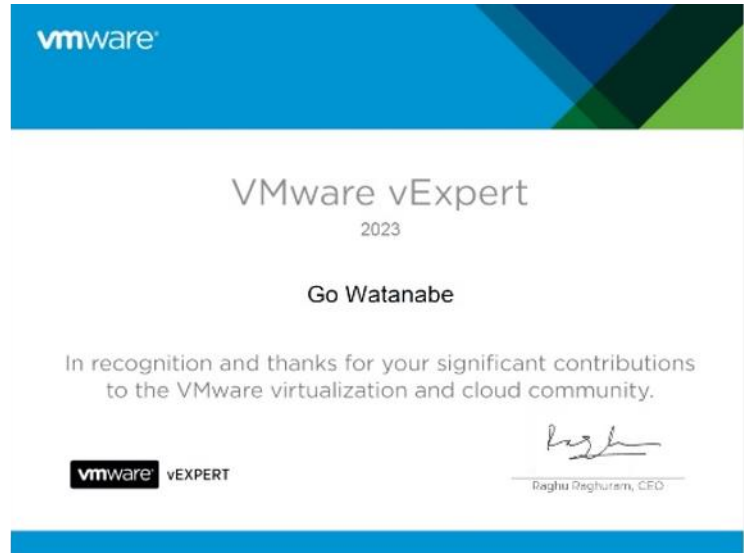 vmware®
VMware vExpert
2023
Go Watanabe
In recognition and thanks for your significant contributions
to the VMware virtualization and cloud community.
vmware® vEXPERT
Raghu Raghuram, CEO